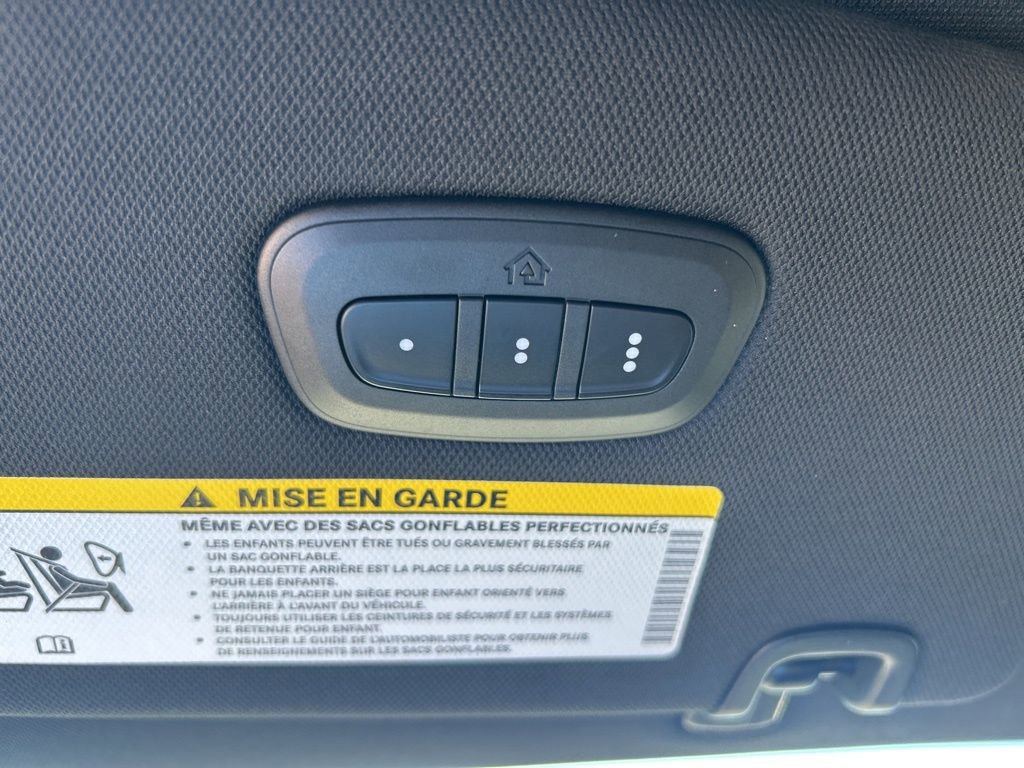 MISE EN GARDE
MÊME AVEC DES SACS GONFLABLES PERFECTIONNÉS
• LES ENFANTS PEUVENT ÊTRE TUÉS OU GRAVEMENT BLESSÉS PAR
UN SAC GONFLABLE.
• LA BANQUETTE ARRIÈRE EST LA PLACE LA PLUS SÉCURITAIRE
POUR LES ENFANTS.
• NE JAMAIS PLACER UN SIÈGE POUR ENFANT ORIENTÉ VERS
L'ARRIÈRE À L'AVANT DU VÉHICULE.
• TOUJOURS UTILISER LES CEINTURES DE SÉCURITÉ ET LES SYSTÈMES
DE RETENUE POUR ENFANT.
• CONSULTER LE GUIDE DE L'AUTOMOBILISTE POUR OBTENIR PLUS
DE RENSEIGNEMENTS SUR LES SACS GONFLABLES.